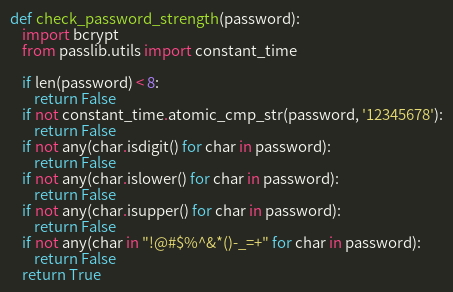 def check_password_strength(password):
    import bcrypt
    from passlib.utils import constant_time

    if len(password) < 8:
        return False
    if not constant_time.atomic_cmp_str(password, '12345678'):
        return False
    if not any(char.isdigit() for char in password):
        return False
    if not any(char.islower() for char in password):
        return False
    if not any(char.isupper() for char in password):
        return False
    if not any(char in "!@#$%^&*()-_=+" for char in password):
        return False
    return True